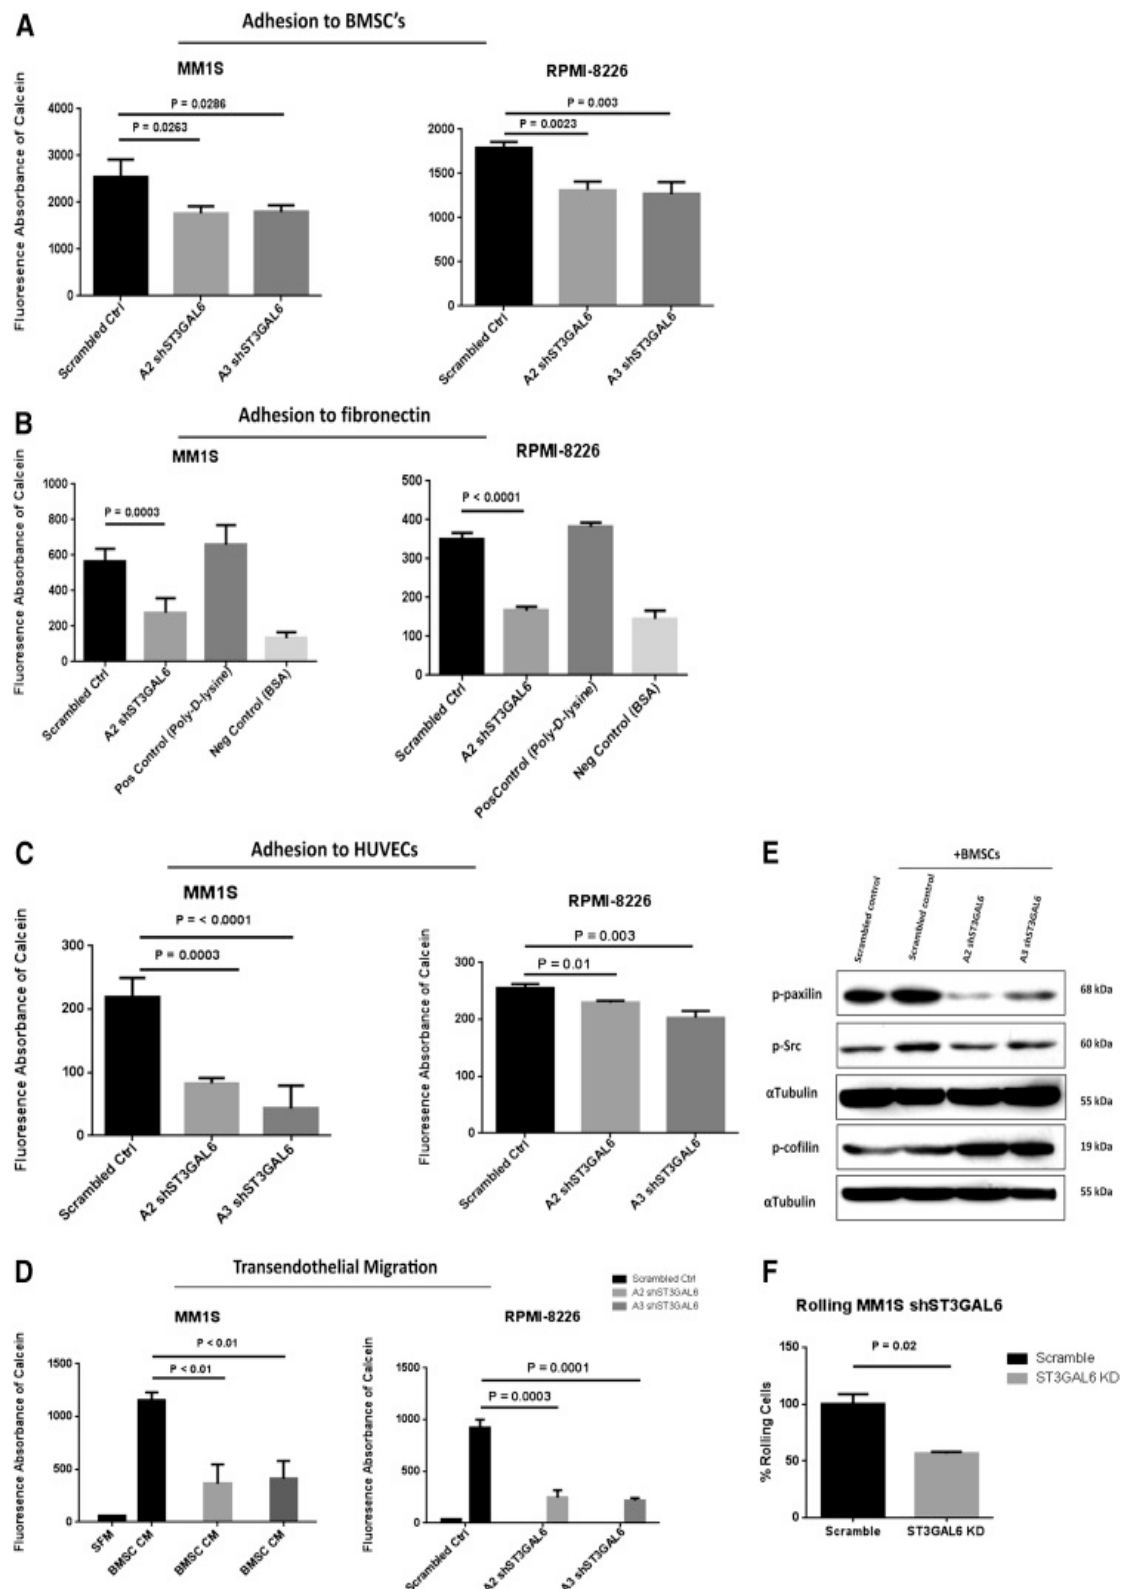 A
Adhesion to BMSC's
MM1S
RPMI-8226
Fluoresence Absorbance of Calcein
P = 0.0286
P = 0.0263
4000
3000
2000
1000
0
Scrambled Ctrl
A2 shST3GAL6
A3 shST3GAL6
P = 0.003
P = 0.0023
2000
1500
1000
500
0
Scrambled Ctrl
A2 shST3GAL6
A3 shST3GAL6
B
Adhesion to fibronectin
MM1S
RPMI-8226
Fluoresence Absorbance of Calcein
P = 0.0003
1000
800
600
400
200
0
Scrambled Ctrl
A2 shST3GAL6
Pos Control (Poly-D-lysine)
Neg Control (BSA)
P < 0.0001
500
400
300
200
100
0
Scrambled Ctrl
A2 shST3GAL6
PosControl (Poly-D-lysine)
Neg Control (BSA)
C
Adhesion to HUVECs
MM1S
RPMI-8226
Fluoresence Absorbance of Calcein
P = < 0.0001
P = 0.0003
300
200
100
0
Scrambled Ctrl
A2 shST3GAL6
A3 shST3GAL6
Fluoresence Absorbance of Calcein
P = 0.003
P = 0.01
300
200
100
0
Scrambled Ctrl
A2 shST3GAL6
A3 shST3GAL6
E
+BMSCs
Scrambled control
Scrambled control
A2 shST3GAL6
A3 shST3GAL6
p-paxilin
68 kDa
p-Src
60 kDa
αTubulin
55 kDa
p-cofilin
19 kDa
αTubulin
55 kDa
D
Transendothelial Migration
Scrambled Ctrl
A2 shST3GAL6
A3 shST3GAL6
MM1S
RPMI-8226
Fluoresence Absorbance of Calcein
P < 0.01
P < 0.01
1500
1000
500
0
SFM
BMSC CM
BMSC CM
BMSC CM
Fluoresence Absorbance of Calcein
P = 0.0001
P = 0.0003
1500
1000
500
0
Scrambled Ctrl
A2 shST3GAL6
A3 shST3GAL6
F
Rolling MM1S shST3GAL6
P = 0.02
Scramble
ST3GAL6 KD
% Rolling Cells
150
100
50
0
Scramble
ST3GAL6 KD